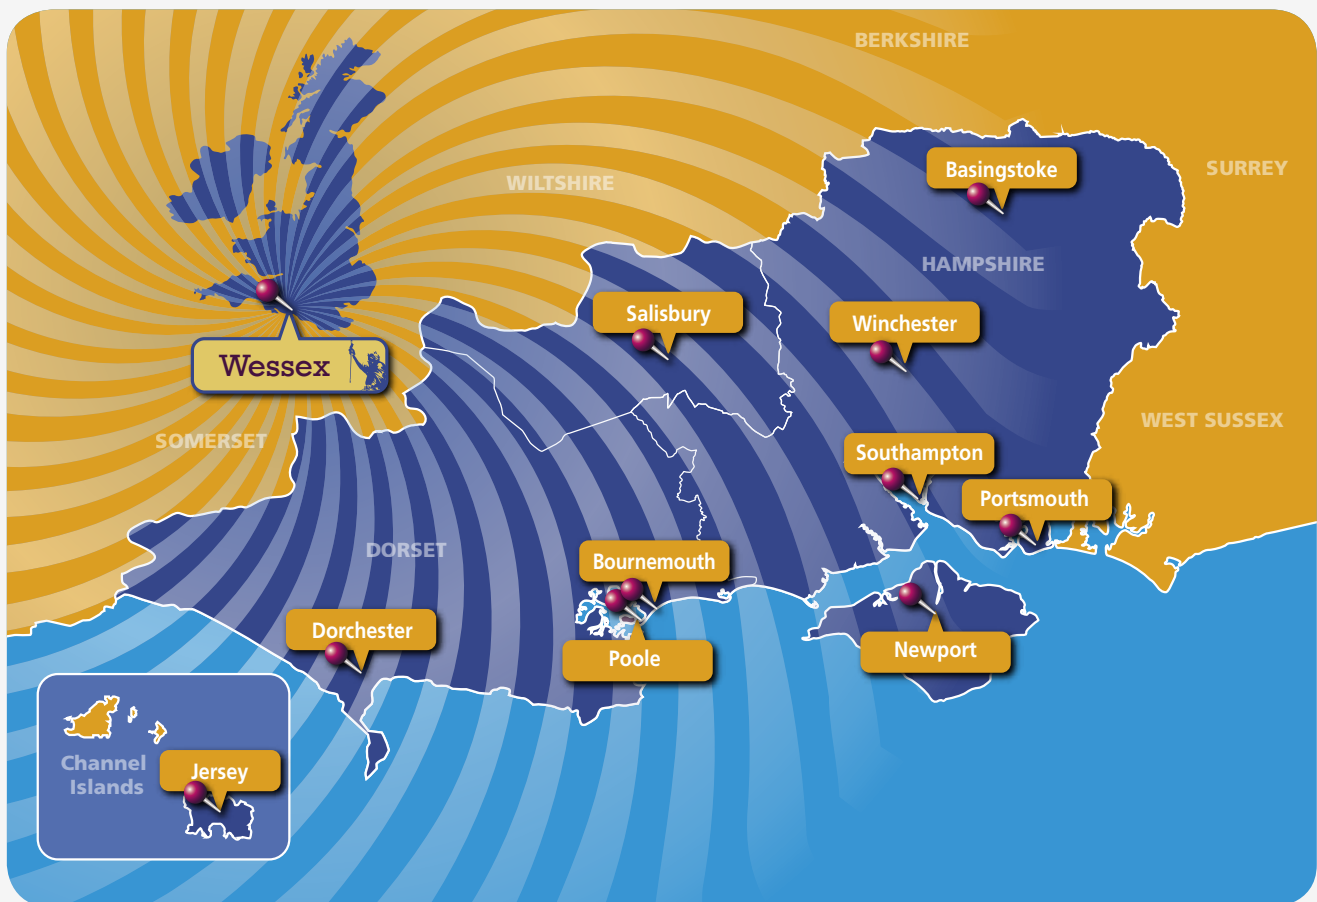 BERKSHIRE
Basingstoke
SURREY
WILTSHIRE
HAMPSHIRE
Salisbury
Winchester
Wessex
WEST SUSSEX
SOMERSET
Southampton
Portsmouth
DORSET
Bournemouth
Dorchester
Poole
Newport
Channel
Islands
Jersey